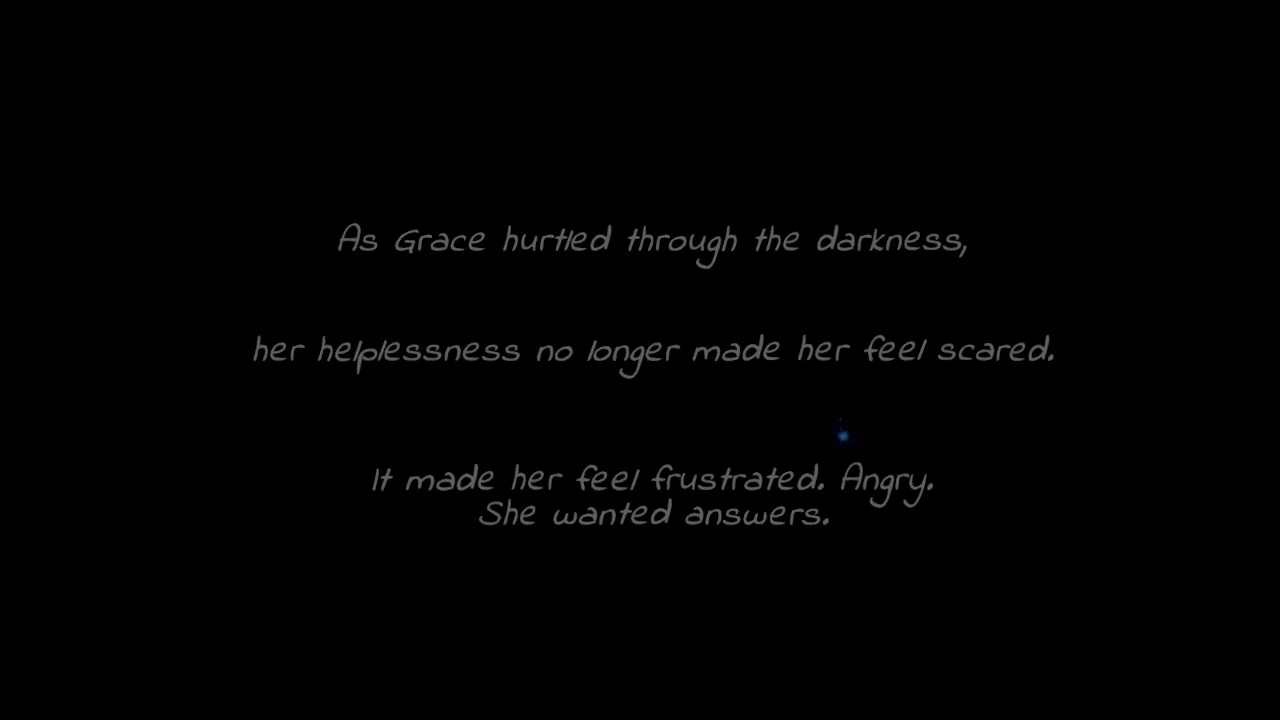 As Grace hurtled through the darkness,
her helplessness no longer made her feel scared.
It made her feel frustrated. Angry.
She wanted answers.